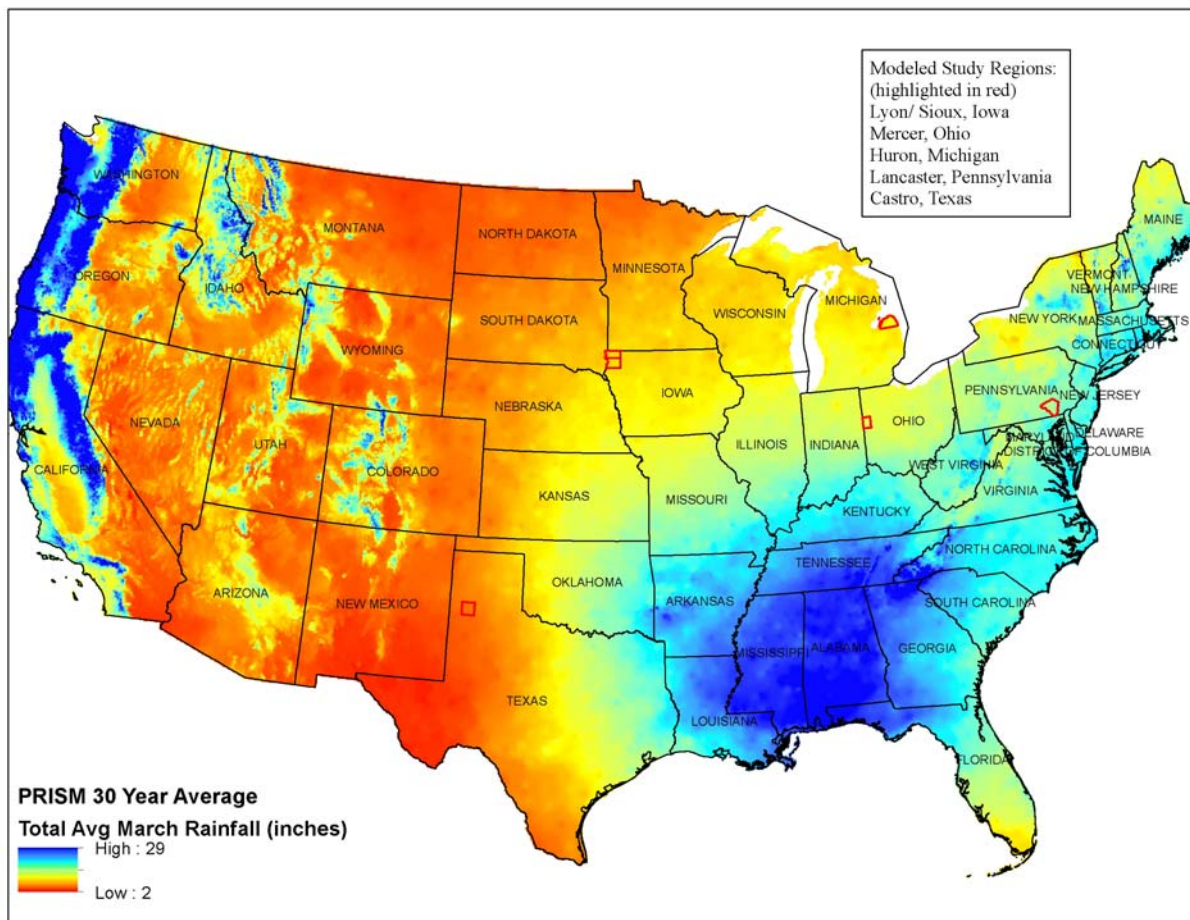 Modeled Study Regions:
(highlighted in red)
Lyon/ Sioux, Iowa
Mercer, Ohio
Huron, Michigan
Lancaster, Pennsylvania
Castro, Texas
WASHINGTON
MONTANA
NORTH DAKOTA
MINNESOTA
MAINE
OREGON
IDAHO
SOUTH DAKOTA
WISCONSIN
MICHIGAN
VERMONT
NEW HAMPSHIRE
NEW YORK
MASSACHUSETTS
CONNECTICUT
WYOMING
NEBRASKA
IOWA
PENNSYLVANIA
NEW JERSEY
NEVADA
UTAH
COLORADO
ILLINOIS
INDIANA
OHIO
MARYLAND
DELAWARE
DISTRICT OF COLUMBIA
CALIFORNIA
KANSAS
MISSOURI
WEST VIRGINIA
VIRGINIA
KENTUCKY
ARIZONA
NEW MEXICO
OKLAHOMA
ARKANSAS
TENNESSEE
NORTH CAROLINA
SOUTH CAROLINA
TEXAS
LOUISIANA
MISSISSIPPI
ALABAMA
GEORGIA
FLORIDA
PRISM 30 Year Average
Total Avg March Rainfall (inches)
High : 29
Low : 2